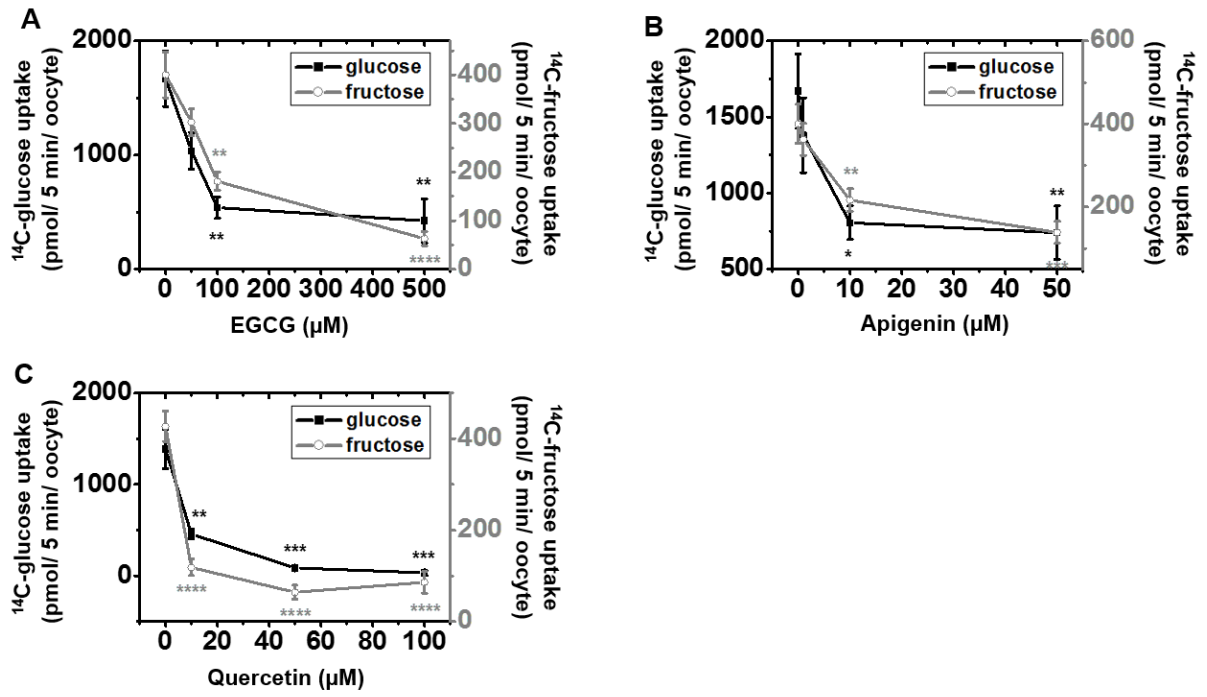 A
¹⁴C-glucose uptake
(pmol/ 5 min/ oocyte)
2000
1000
0
glucose
fructose
**
**
**
****
400
300
200
100
0
¹⁴C-fructose uptake
(pmol/ 5 min/ oocyte)
0 100 200 300 400 500
EGCG (µM)
B
¹⁴C-glucose uptake
(pmol/ 5 min/ oocyte)
2000
1500
1000
500
glucose
fructose
**
**
*
***
600
400
200
¹⁴C-fructose uptake
(pmol/ 5 min/ oocyte)
0 10 20 30 40 50
Apigenin (µM)
C
¹⁴C-glucose uptake
(pmol/ 5 min/ oocyte)
2000
1000
0
glucose
fructose
**
***
***
****
****
****
400
200
0
¹⁴C-fructose uptake
(pmol/ 5 min/ oocyte)
0 20 40 60 80 100
Quercetin (µM)